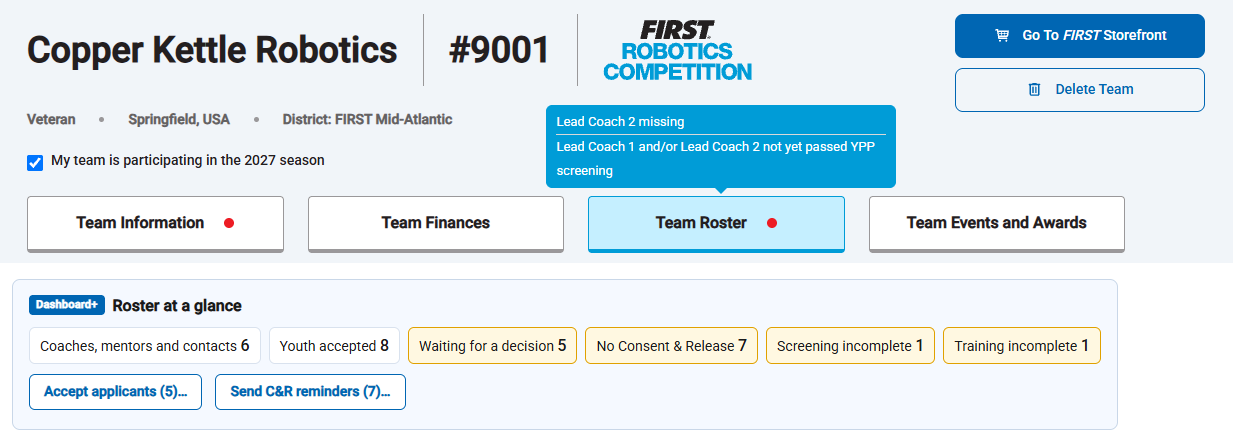 Copper Kettle Robotics
#9001
FIRST
ROBOTICS
COMPETITION
Go To FIRST Storefront
Delete Team
Veteran • Springfield, USA • District: FIRST Mid-Atlantic
My team is participating in the 2027 season
Lead Coach 2 missing
Lead Coach 1 and/or Lead Coach 2 not yet passed YPP
screening
Team Information
Team Finances
Team Roster
Team Events and Awards
Dashboard+ Roster at a glance
Coaches, mentors and contacts 6
Youth accepted 8
Waiting for a decision 5
No Consent & Release 7
Screening incomplete 1
Training incomplete 1
Accept applicants (5)...
Send C&R reminders (7)...